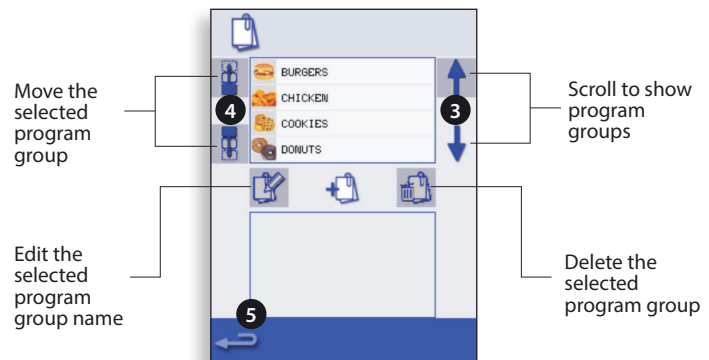 Move the
selected
program
group
4
BURGERS
CHICKEN
COOKIES
DONUTS
3
Scroll to show
program
groups
Edit the
selected
program
group name
5
Delete the
selected
program group